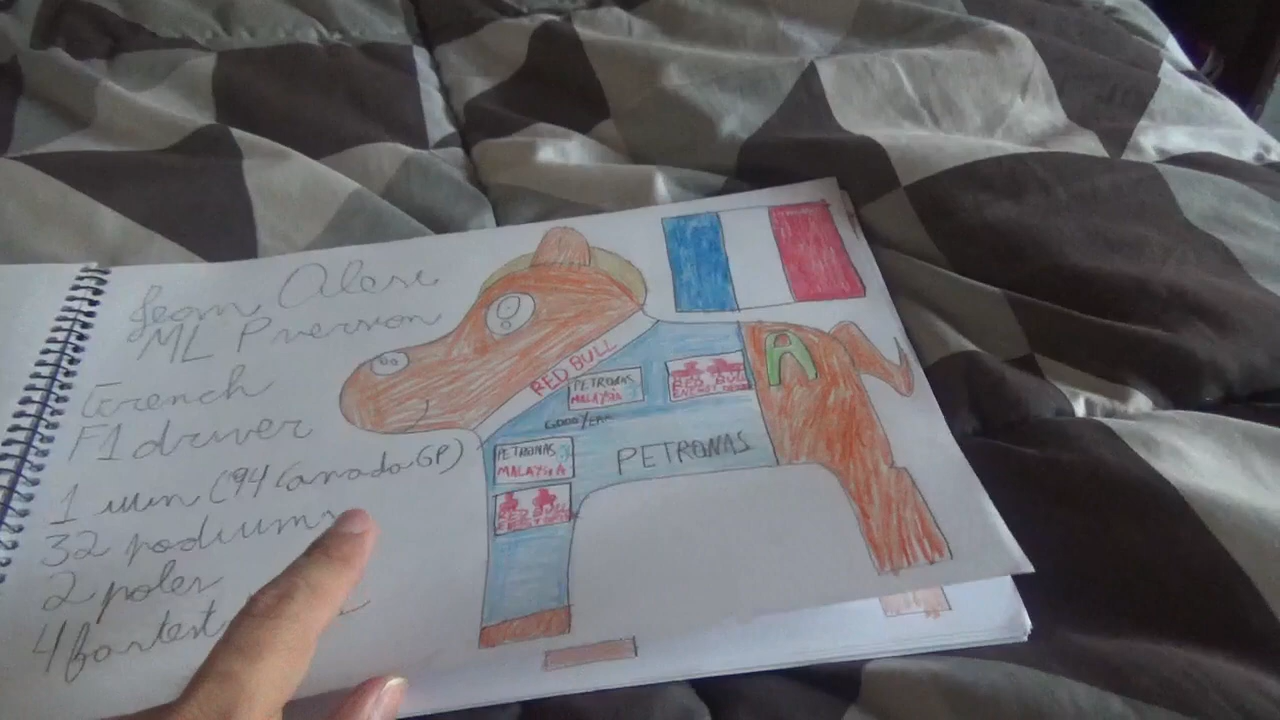 Jean Alesi
ML P version
French
F1 driver
1 win ('94 Canada GP)
32 podiums
2 poles
4 fastest
RED BULL
PETRONAS
MALAYSIA
RED BULL
ENERGY DRINK
GOODYEAR
PETRONAS
MALAYSIA
PETRONAS
RED BULL
ENERGY DRINK
A